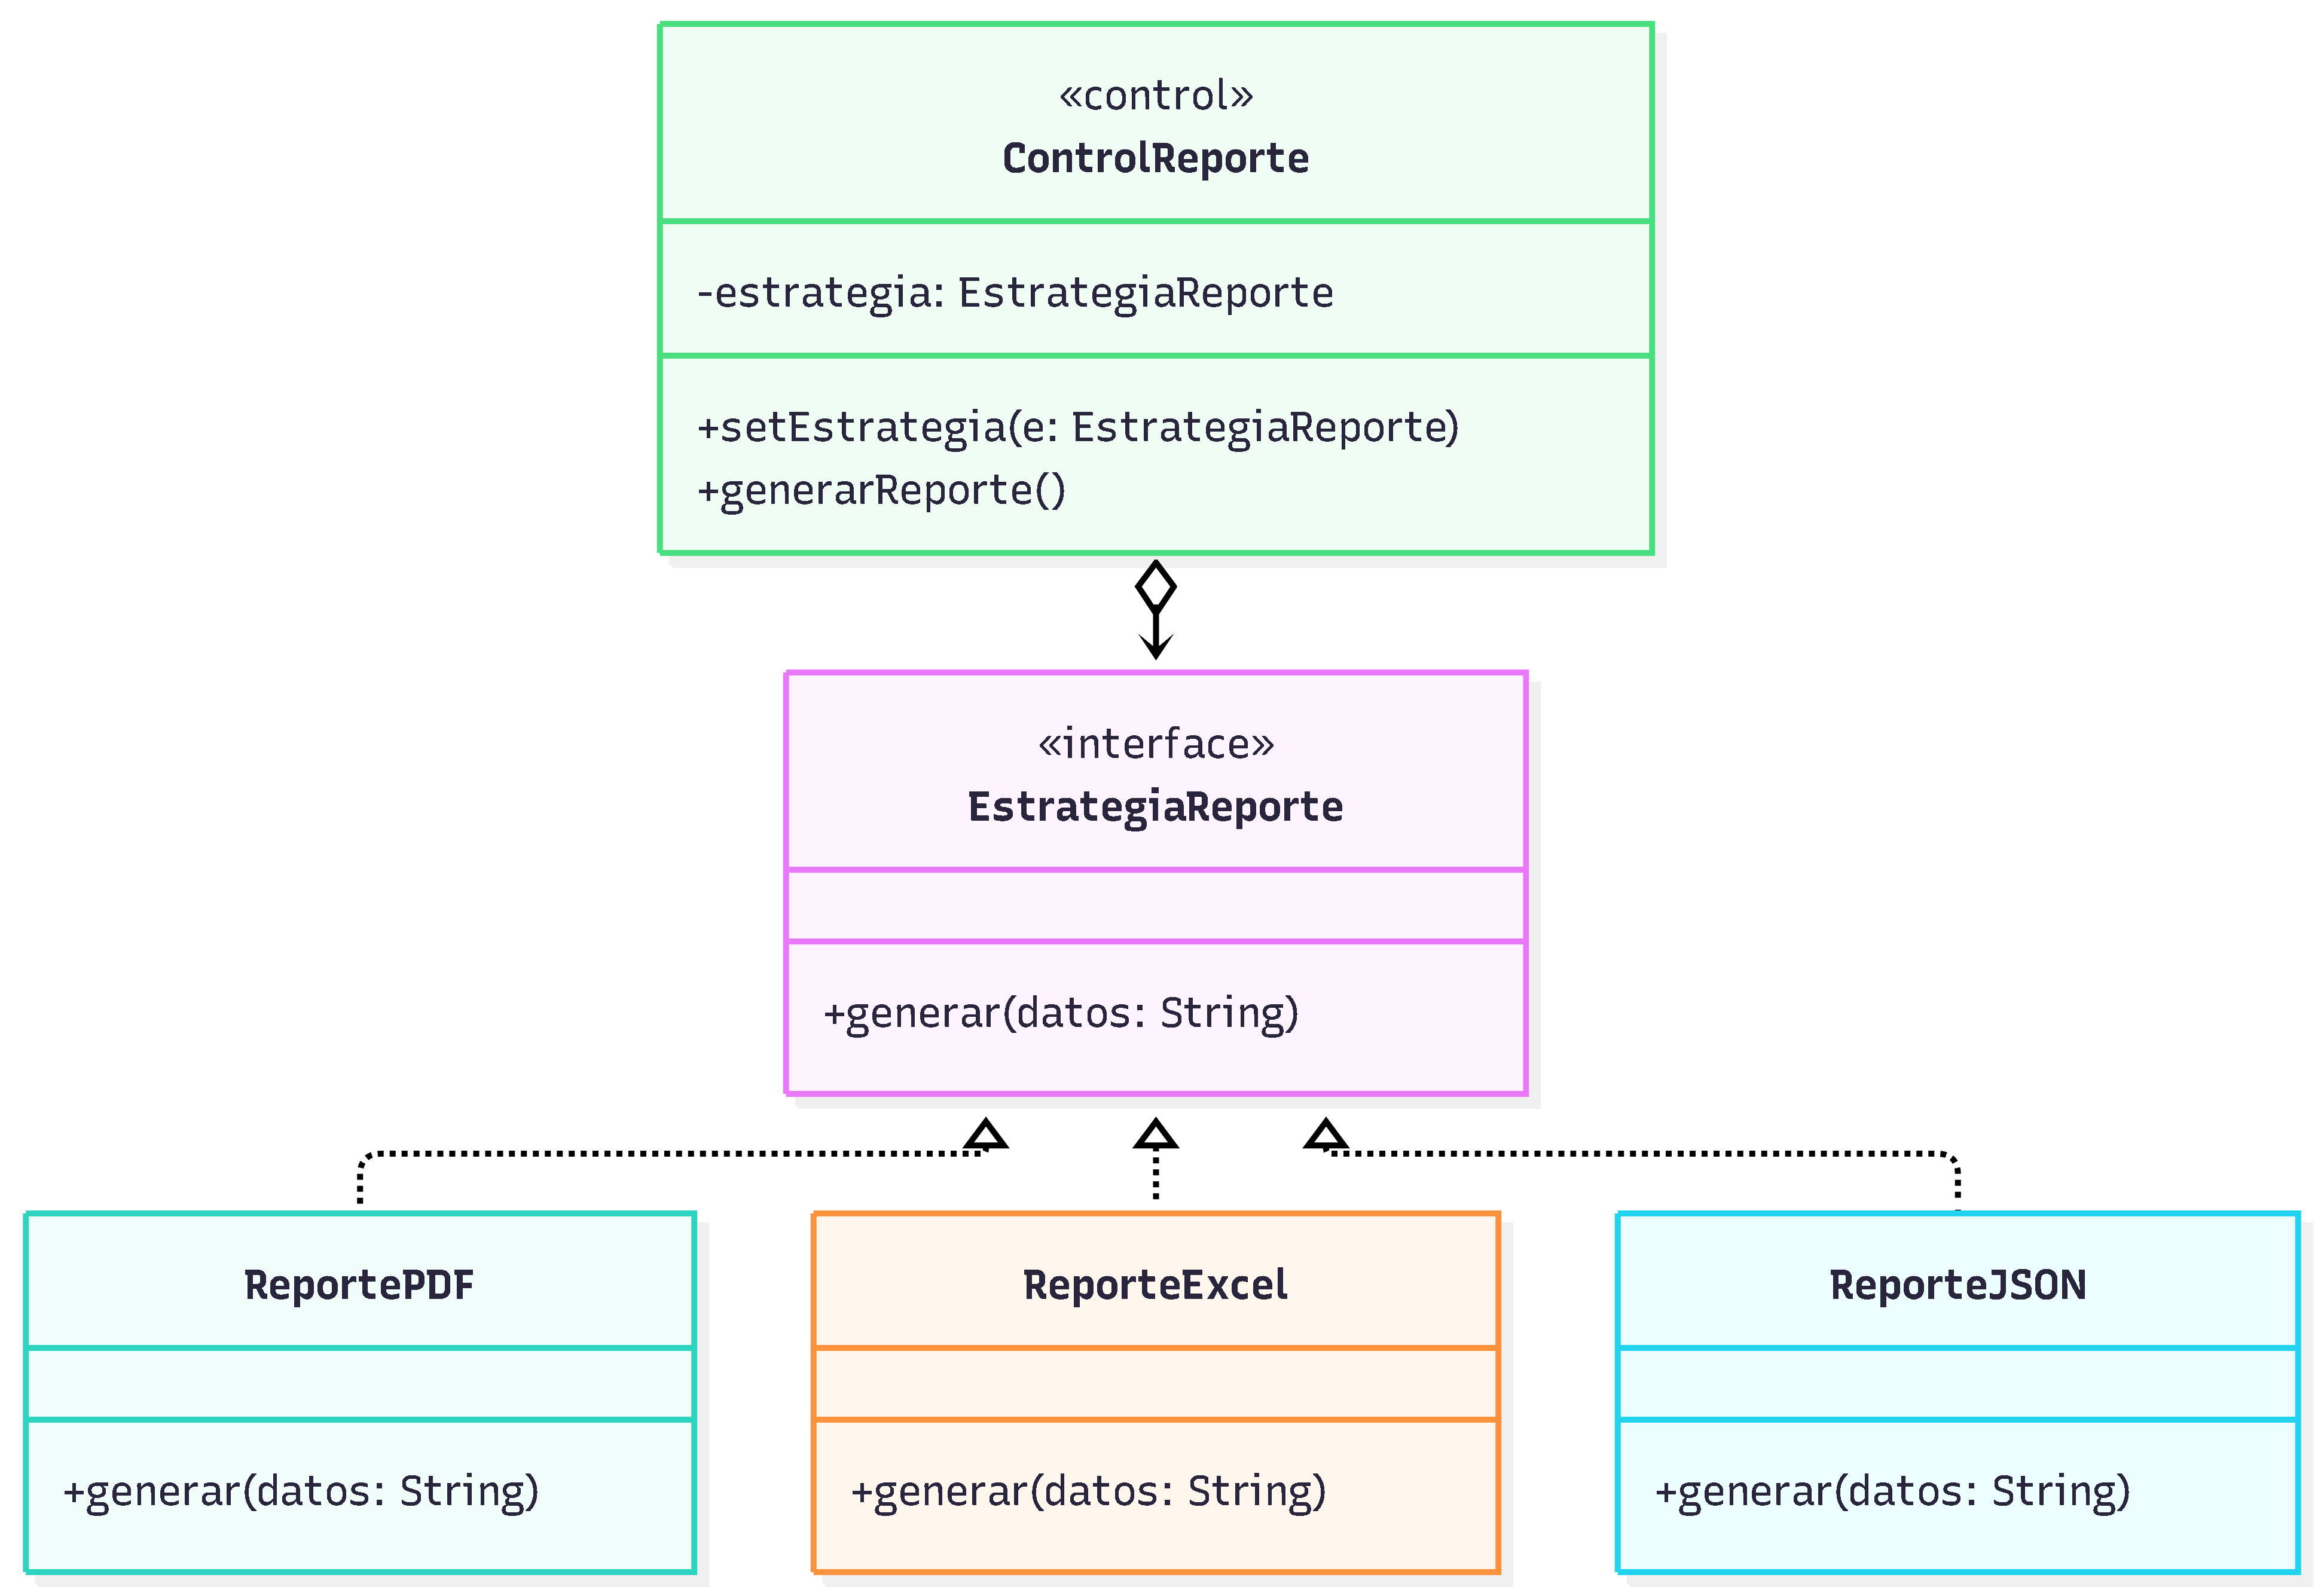 «control»
ControlReporte
-estrategia: EstrategiaReporte
+setEstrategia(e: EstrategiaReporte)
+generarReporte()
«interface»
EstrategiaReporte
+generar(datos: String)
ReportePDF
+generar(datos: String)
ReporteExcel
+generar(datos: String)
ReporteJSON
+generar(datos: String)